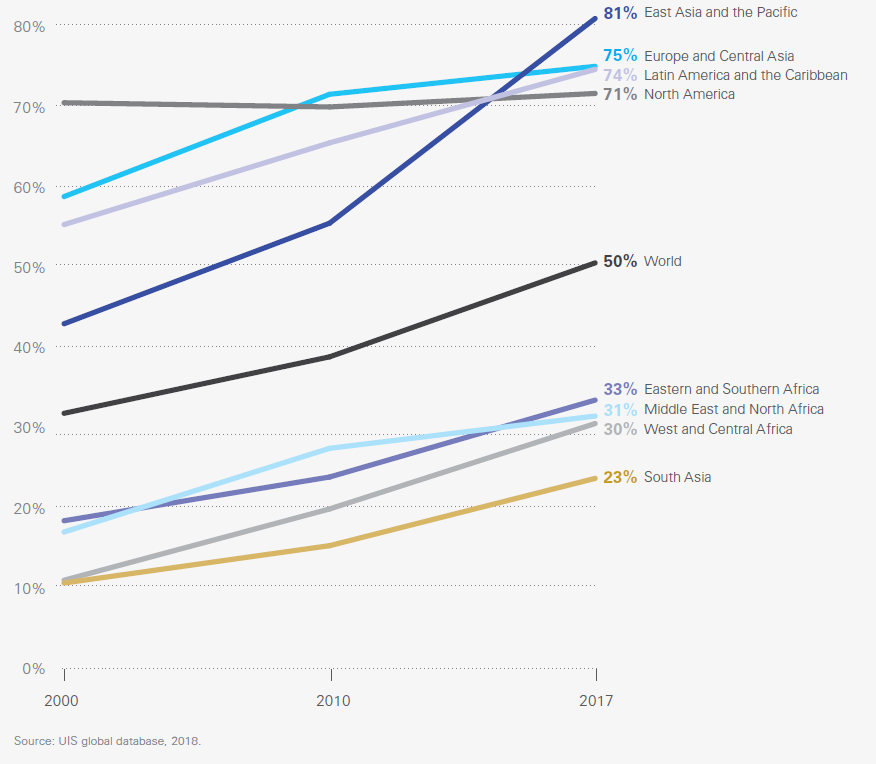 80%
70%
60%
50%
40%
30%
20%
10%
0%
81% East Asia and the Pacific
75% Europe and Central Asia
74% Latin America and the Caribbean
71% North America
50% World
33% Eastern and Southern Africa
31% Middle East and North Africa
30% West and Central Africa
23% South Asia
2000 2010 2017
Source: UIS global database, 2018.